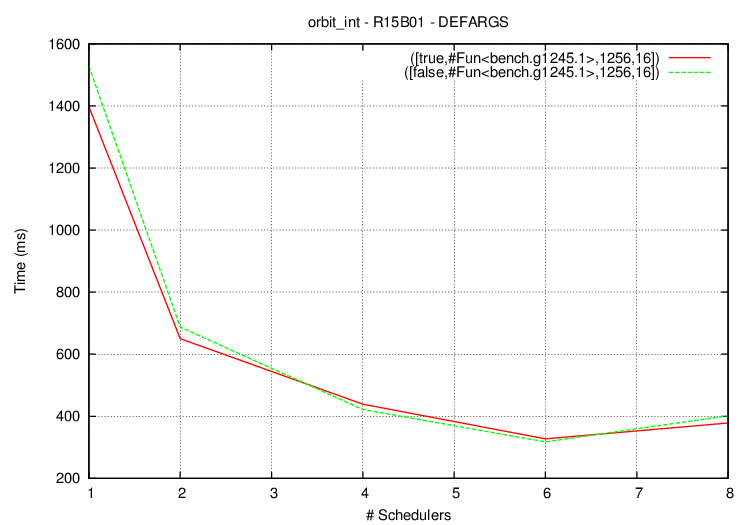 orbit_int - R15B01 - DEFARGS
([true,#Fun<bench.g1245.1>,1256,16])
([false,#Fun<bench.g1245.1>,1256,16])
1600
1400
1200
1000
800
600
400
200
Time (ms)
1 2 3 4 5 6 7 8
# Schedulers